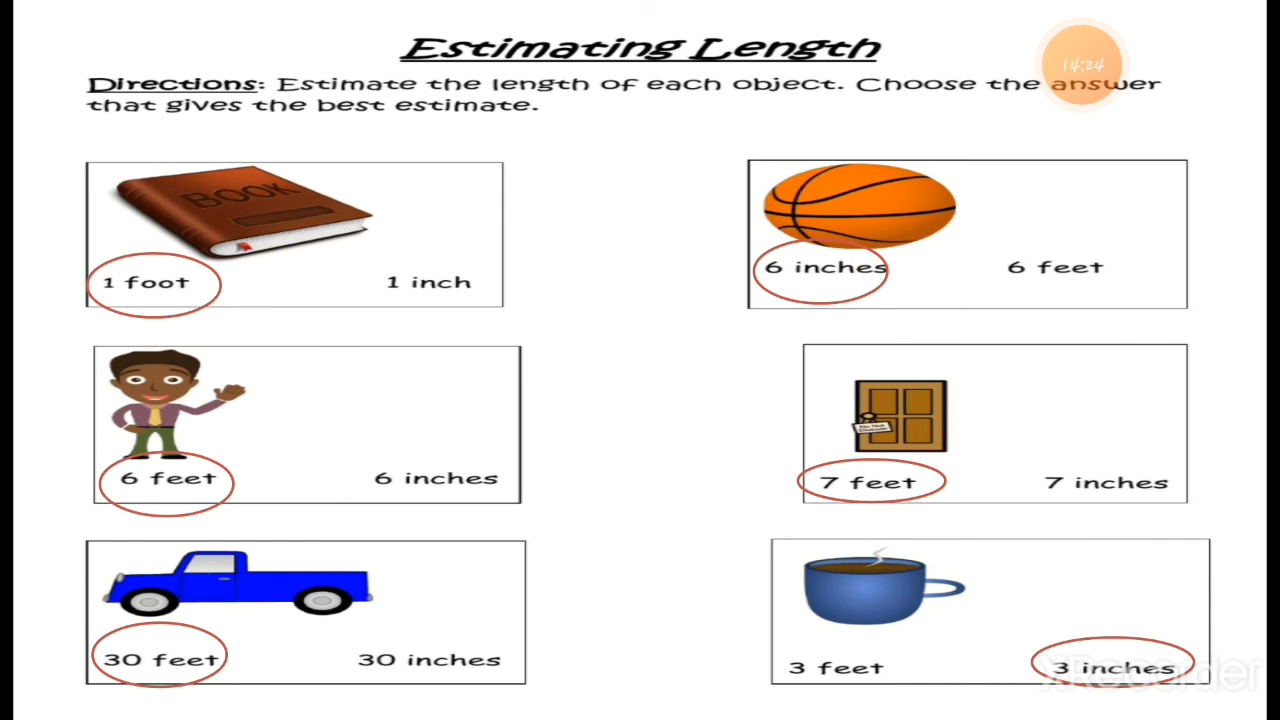 Estimating Length
14:24
Directions: Estimate the length of each object. Choose the answer
that gives the best estimate.
BOOK
1 foot 1 inch
6 inches 6 feet
6 feet 6 inches
7 feet 7 inches
30 feet 30 inches
3 feet 3 inches
XRecorder